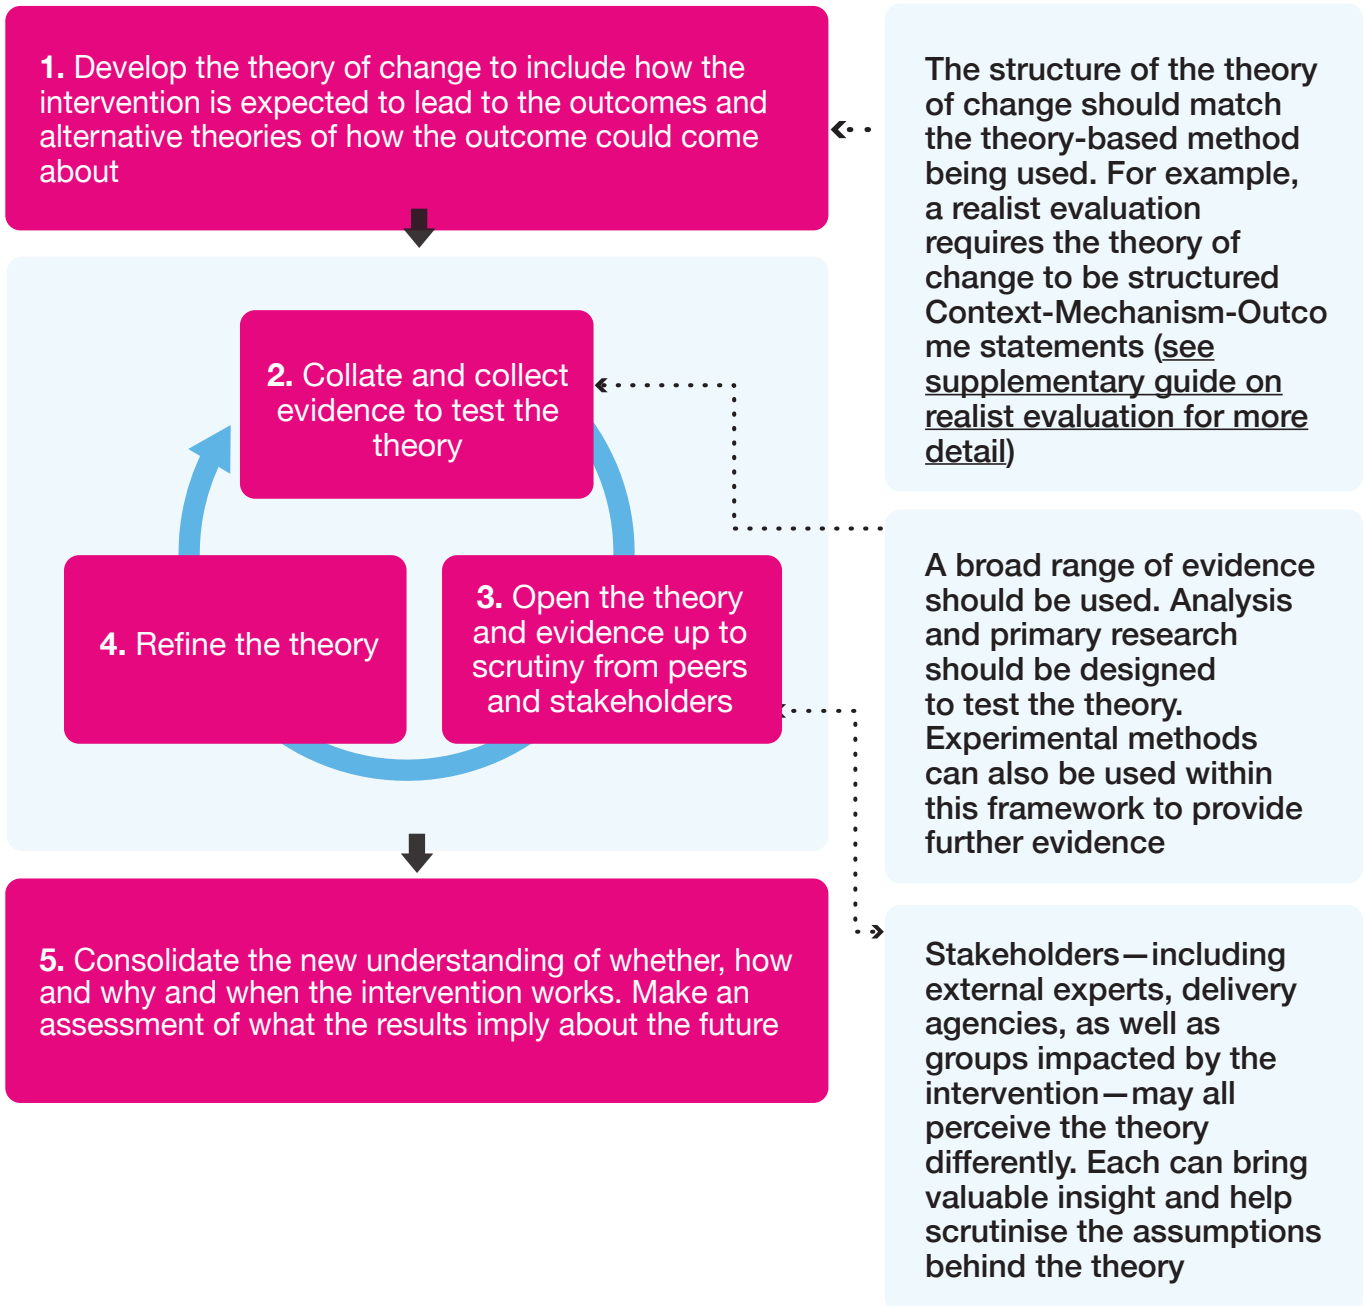 1. Develop the theory of change to include how the
intervention is expected to lead to the outcomes and
alternative theories of how the outcome could come
about
The structure of the theory
of change should match
the theory-based method
being used. For example,
a realist evaluation
requires the theory of
change to be structured
Context-Mechanism-Outco
me statements (see
supplementary guide on
realist evaluation for more
detail)
2. Collate and collect
evidence to test the
theory
3. Open the theory
and evidence up to
scrutiny from peers
and stakeholders
4. Refine the theory
A broad range of evidence
should be used. Analysis
and primary research
should be designed
to test the theory.
Experimental methods
can also be used within
this framework to provide
further evidence
5. Consolidate the new understanding of whether, how
and why and when the intervention works. Make an
assessment of what the results imply about the future
Stakeholders—including
external experts, delivery
agencies, as well as
groups impacted by the
intervention—may all
perceive the theory
differently. Each can bring
valuable insight and help
scrutinise the assumptions
behind the theory